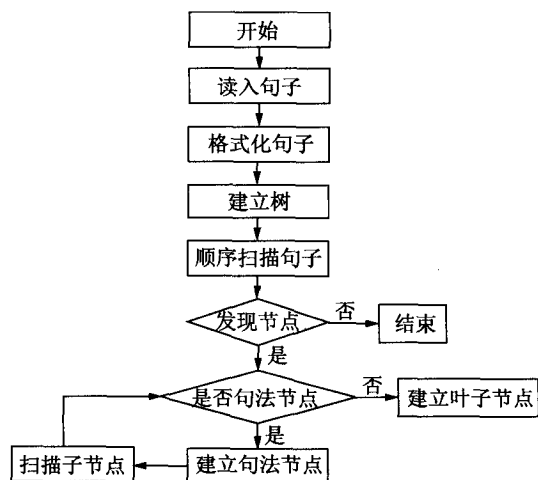 开始
读入句子
格式化句子
建立树
顺序扫描句子
发现节点
否
结束
是
是否句法节点
否
建立叶子节点
是
扫描子节点
建立句法节点